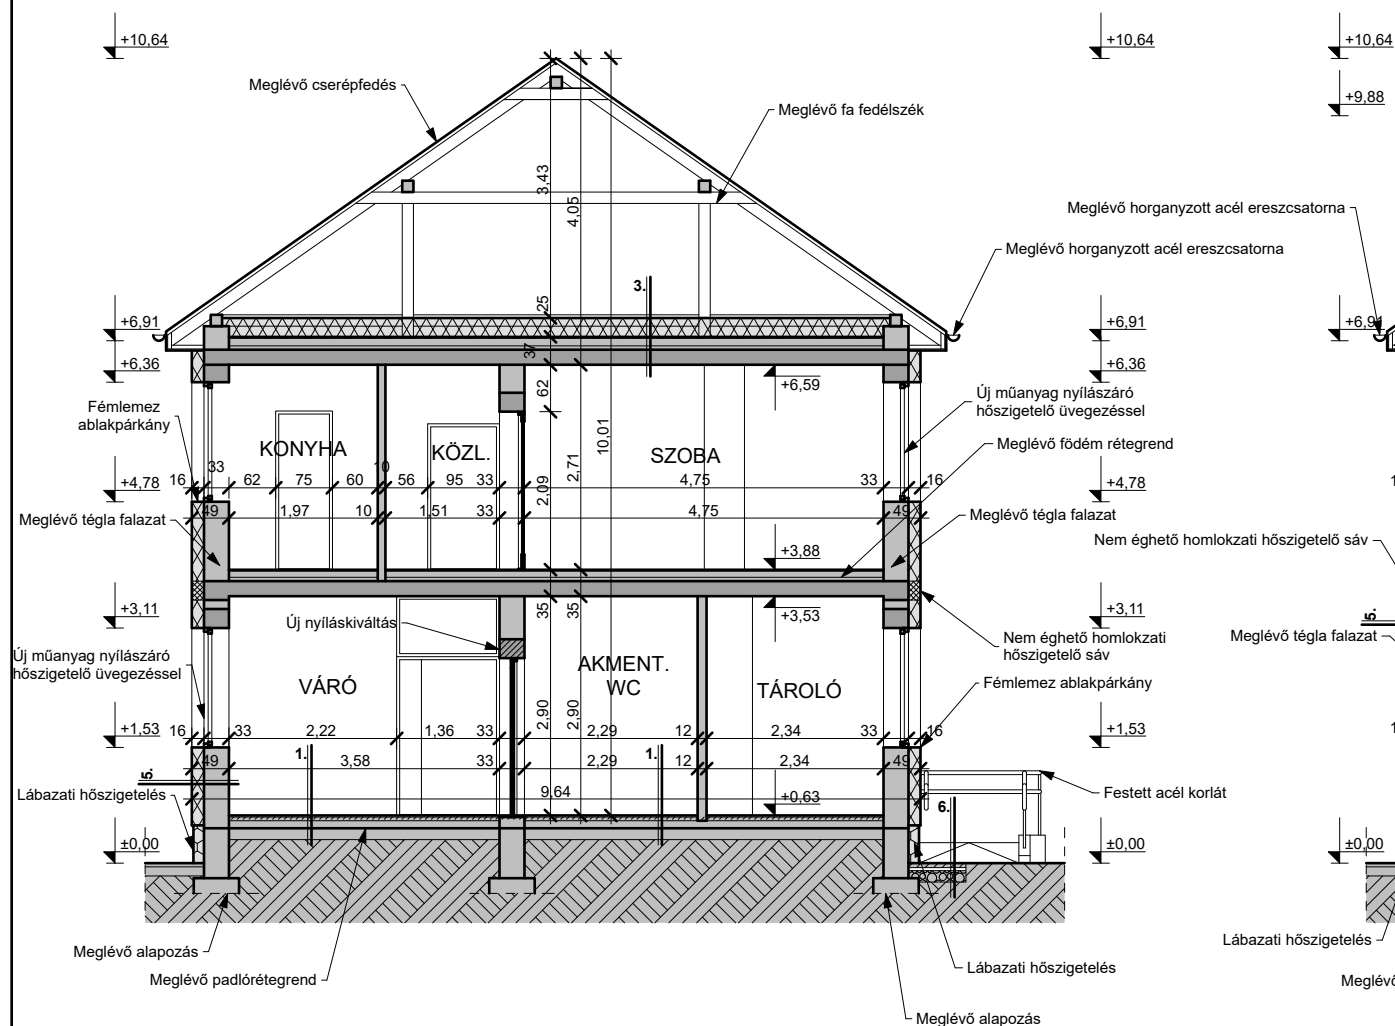 +10,64
+10,64
+10,64
+9,88
Meglévő cserépfedés
Meglévő fa fedélszék
3,43
4,05
Meglévő horganyzott acél ereszcsatorna
Meglévő horganyzott acél ereszcsatorna
3.
25
+6,91
+6,91
+6,91
+6,36
+6,36
37
62
+6,59
Fémlemez
ablakpárkány
Új műanyag nyílászáró
hőszigetelő üvegezéssel
Meglévő födém rétegrend
KONYHA
KÖZL.
SZOBA
10,01
2,71
2,09
+4,78
16
33
62
75
60
10
56
95
33
4,75
33
16
+4,78
49
1,97
10
1,51
33
4,75
49
Meglévő tégla falazat
Meglévő tégla falazat
Nem éghető homlokzati hőszigetelő sáv
+3,88
+3,11
35
35
+3,53
+3,11
5.
Új nyíláskiváltás
Nem éghető homlokzati
hőszigetelő sáv
Meglévő tégla falazat
Új műanyag nyílászáró
hőszigetelő üvegezéssel
VÁRÓ
AKMENT.
WC
TÁROLÓ
Fémlemez ablakpárkány
2,90
2,90
+1,53
16
33
2,22
1,36
33
2,29
12
2,34
33
16
+1,53
49
3,58
33
2,29
12
2,34
49
1.
1.
5.
9,64
+0,63
6.
Lábazati hőszigetelés
Festett acél korlát
±0,00
±0,00
±0,00
Meglévő alapozás
Meglévő padlórétegrend
Lábazati hőszigetelés
Lábazati hőszigetelés
Meglévő
Meglévő alapozás